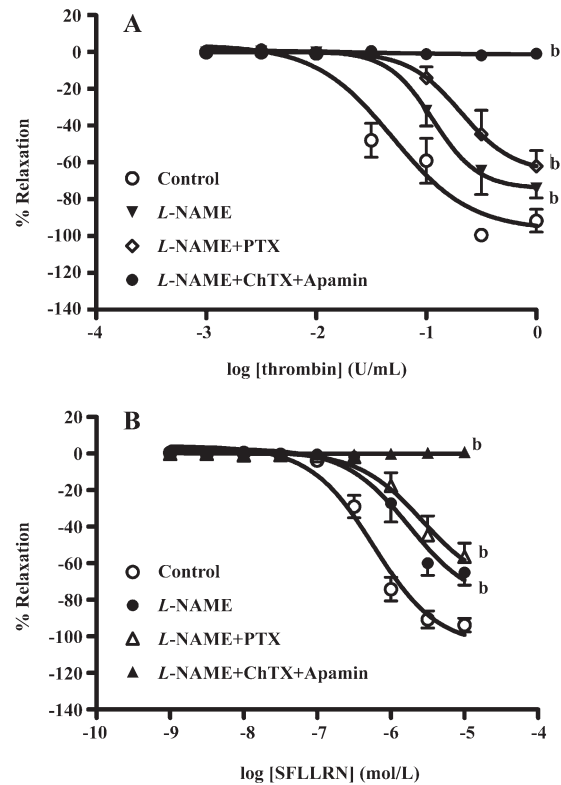 A
20
0
-20
-40
-60
-80
-100
-120
-140
% Relaxation
b
b
b
Control
L-NAME
L-NAME+PTX
L-NAME+ChTX+Apamin
-4 -3 -2 -1 0
log [thrombin] (U/mL)
B
20
0
-20
-40
-60
-80
-100
-120
-140
% Relaxation
b
b
b
Control
L-NAME
L-NAME+PTX
L-NAME+ChTX+Apamin
-10 -9 -8 -7 -6 -5 -4
log [SFLLRN] (mol/L)